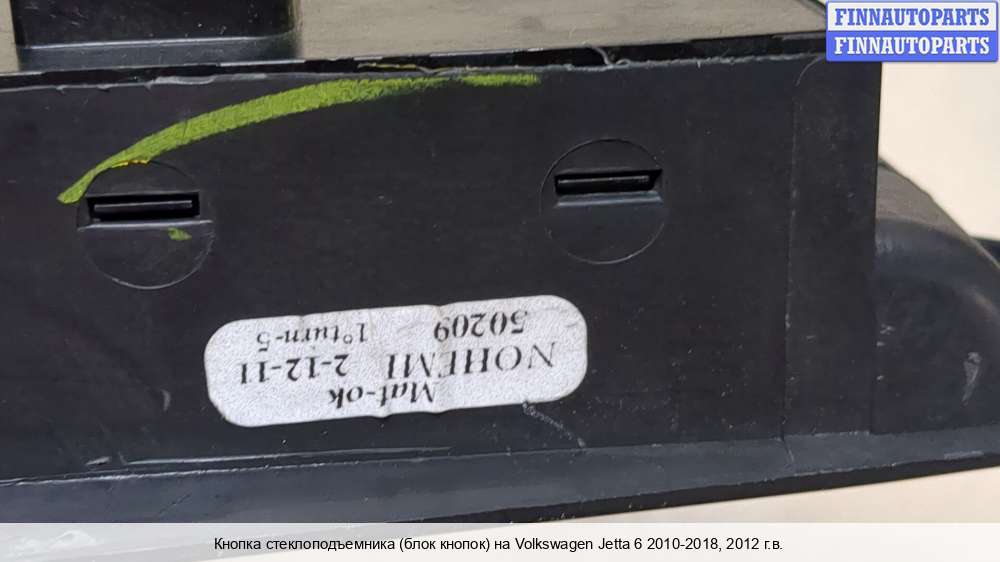 FINNAUTOPARTS
FINNAUTOPARTS
Mat-ok
NOHEMI 2-12-11
50209 1°turn-5
Кнопка стеклоподъемника (блок кнопок) на Volkswagen Jetta 6 2010-2018, 2012 г.в.